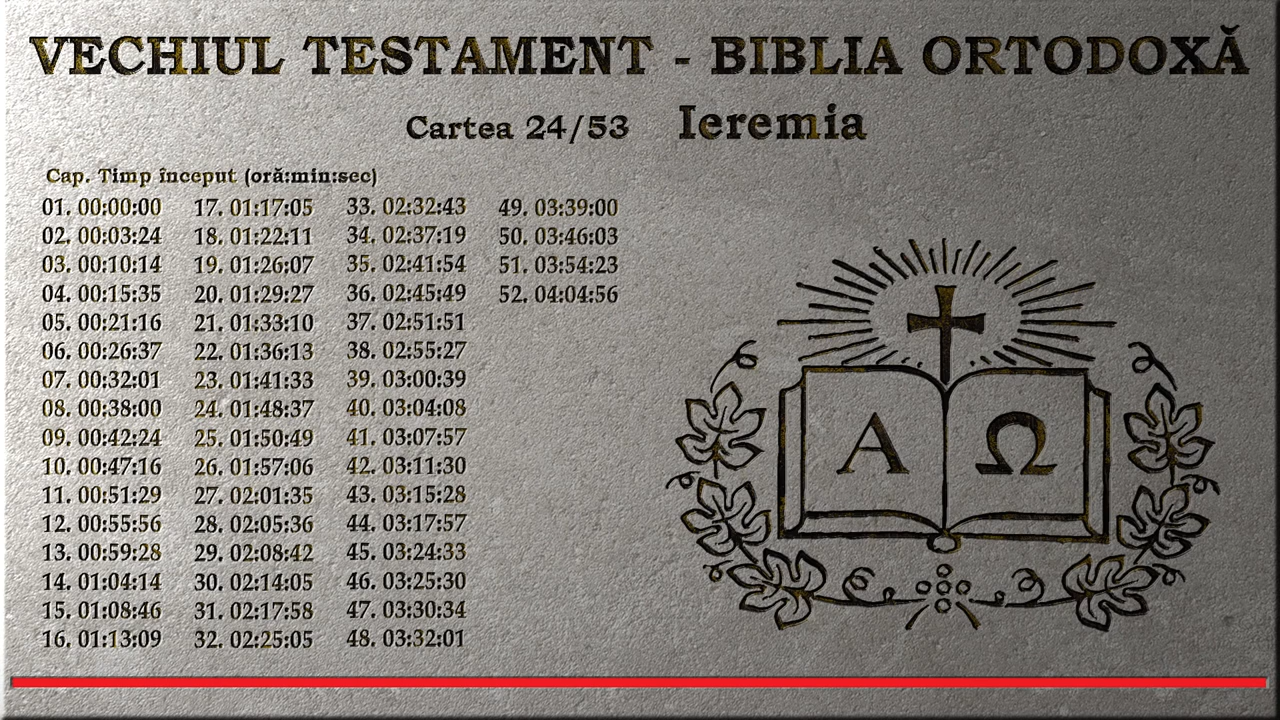 VECHIUL TESTAMENT - BIBLIA ORTODOXĂ
Cartea 24/53 Ieremia
Cap. Timp început (oră:min:sec)
01. 00:00:00 17. 01:17:05 33. 02:32:43 49. 03:39:00
02. 00:03:24 18. 01:22:11 34. 02:37:19 50. 03:46:03
03. 00:10:14 19. 01:26:07 35. 02:41:54 51. 03:54:23
04. 00:15:35 20. 01:29:27 36. 02:45:49 52. 04:04:56
05. 00:21:16 21. 01:33:10 37. 02:51:51
06. 00:26:37 22. 01:36:13 38. 02:55:27
07. 00:32:01 23. 01:41:33 39. 03:00:39
08. 00:38:00 24. 01:48:37 40. 03:04:08
09. 00:42:24 25. 01:50:49 41. 03:07:57
10. 00:47:16 26. 01:57:06 42. 03:11:30
11. 00:51:29 27. 02:01:35 43. 03:15:28
12. 00:55:56 28. 02:05:36 44. 03:17:57
13. 00:59:28 29. 02:08:42 45. 03:24:33
14. 01:04:14 30. 02:14:05 46. 03:25:30
15. 01:08:46 31. 02:17:58 47. 03:30:34
16. 01:13:09 32. 02:25:05 48. 03:32:01
Α Ω